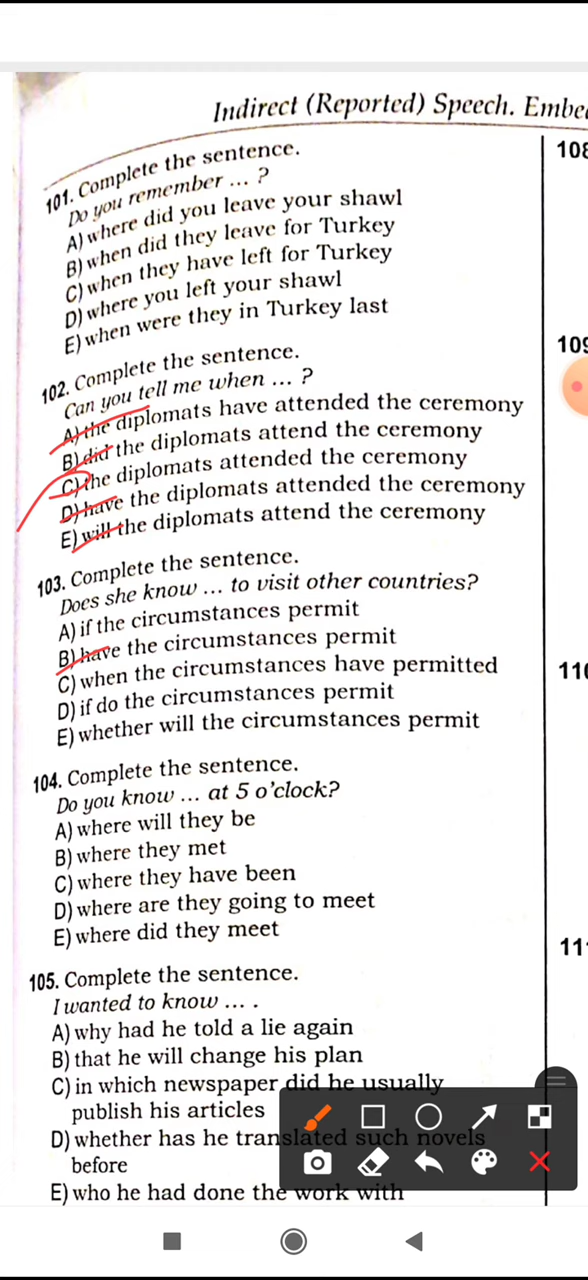 Indirect (Reported) Speech. Embe
101. Complete the sentence.
Do you remember ... ?
A) where did you leave your shawl
B) when did they leave for Turkey
C) when they have left for Turkey
D) where you left your shawl
E) when were they in Turkey last
102. Complete the sentence.
Can you tell me when ... ?
A) the diplomats have attended the ceremony
B) did the diplomats attend the ceremony
C) the diplomats attended the ceremony
D) have the diplomats attended the ceremony
E) will the diplomats attend the ceremony
103. Complete the sentence.
Does she know ... to visit other countries?
A) if the circumstances permit
B) have the circumstances permit
C) when the circumstances have permitted
D) if do the circumstances permit
E) whether will the circumstances permit
104. Complete the sentence.
Do you know ... at 5 o'clock?
A) where will they be
B) where they met
C) where they have been
D) where are they going to meet
E) where did they meet
105. Complete the sentence.
I wanted to know ... .
A) why had he told a lie again
B) that he will change his plan
C) in which newspaper did he usually
publish his articles
D) whether has he translated such novels
before
E) who he had done the work with
108
109
110
11